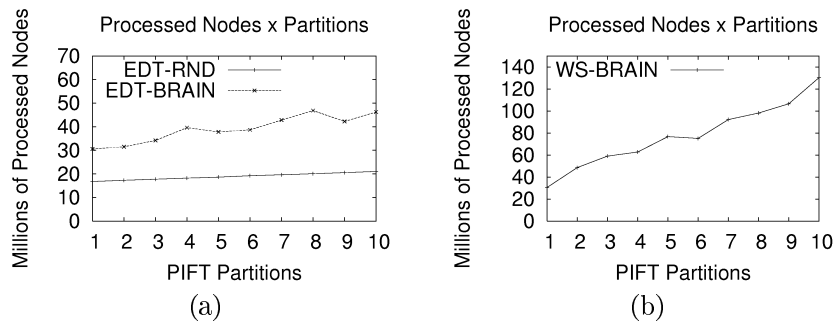 Processed Nodes x Partitions
Millions of Processed Nodes
70
60
50
40
30
20
10
0
EDT-RND
EDT-BRAIN
1 2 3 4 5 6 7 8 9 10
PIFT Partitions
(a)
Processed Nodes x Partitions
Millions of Processed Nodes
140
120
100
80
60
40
20
0
WS-BRAIN
1 2 3 4 5 6 7 8 9 10
PIFT Partitions
(b)